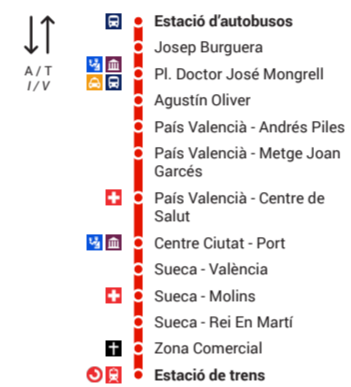 Estació d’autobusos
Josep Burguera
Pl. Doctor José Mongrell
A / T
I / V
Agustín Oliver
País Valencià - Andrés Piles
País Valencià - Metge Joan
Garcés
País Valencià - Centre de
Salut
Centre Ciutat - Port
Sueca - València
Sueca - Molins
Sueca - Rei En Martí
Zona Comercial
Estació de trens